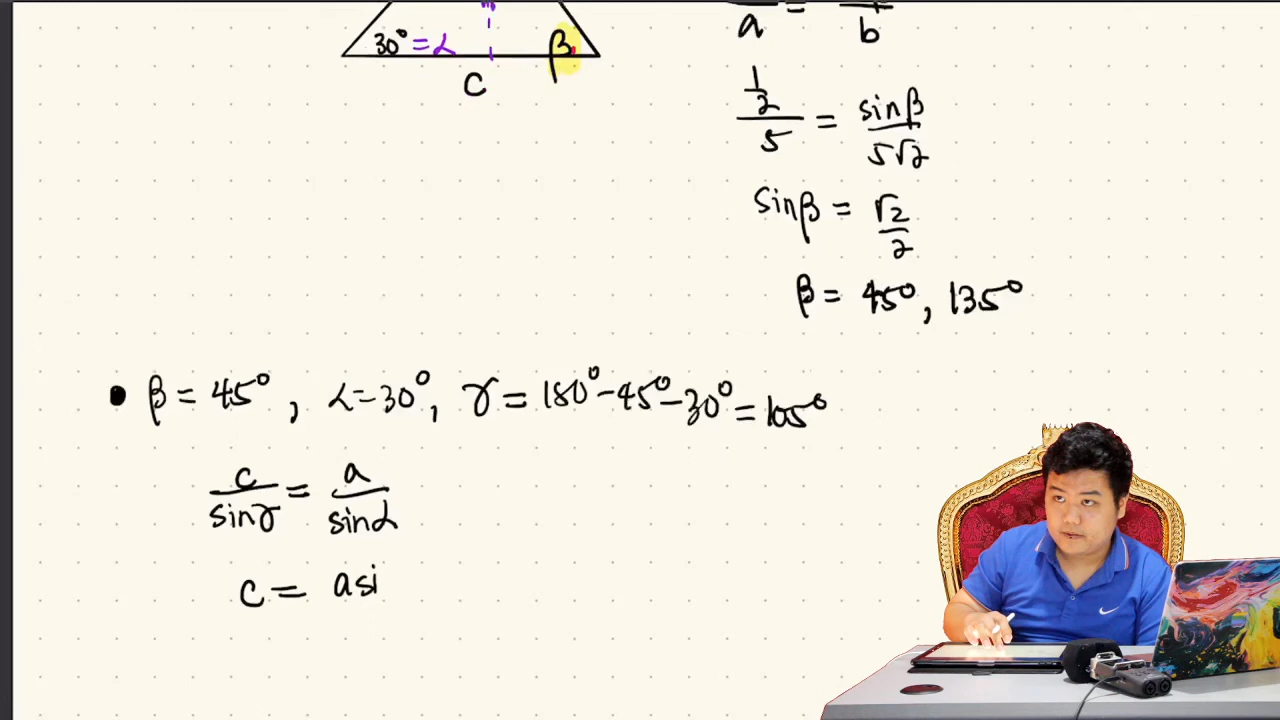 a = b
1/2 / 5 = sinβ / 5√2
sinβ = √2 / 2
β = 45°, 135°
30° = α
β
c
• β = 45°, α = 30°, γ = 180° - 45° - 30° = 105°
c / sinγ = a / sinα
c = asi